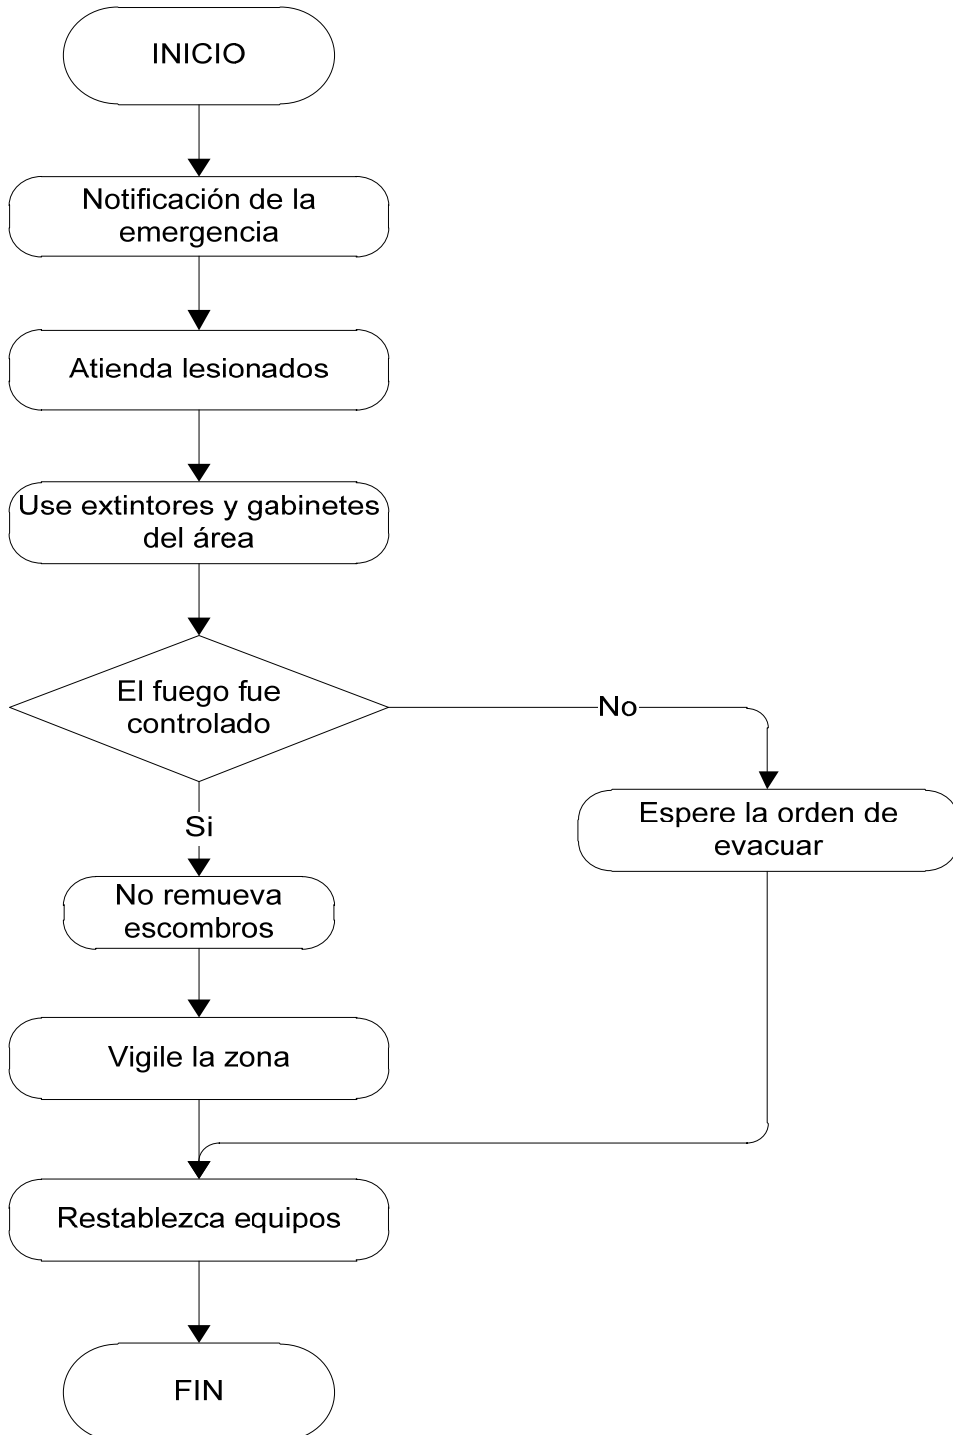 INICIO
Notificación de la
emergencia
Atienda lesionados
Use extintores y gabinetes
del área
El fuego fue
controlado
No
Espere la orden de
evacuar
Si
No remueva
escombros
Vigile la zona
Restablezca equipos
FIN